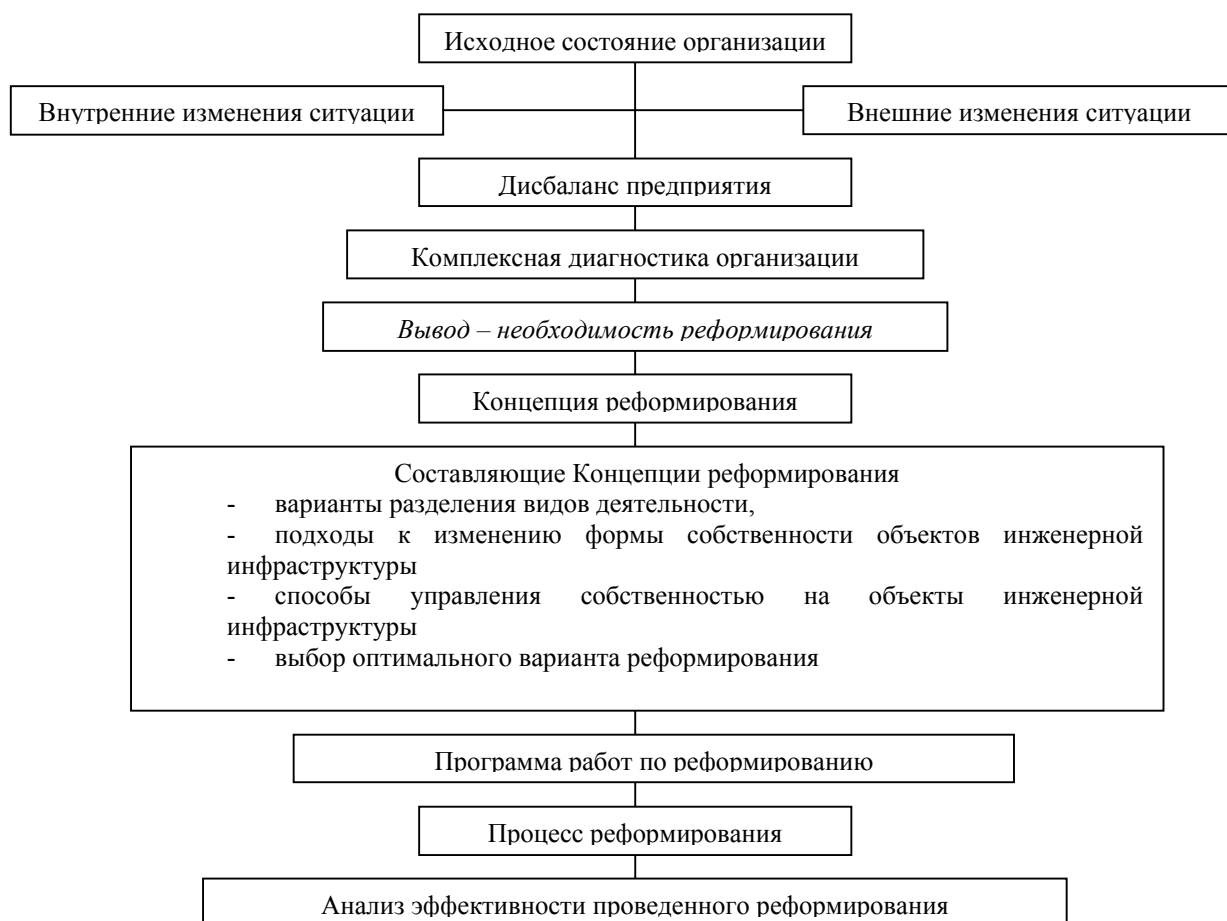 Исходное состояние организации
Внутренние изменения ситуации
Внешние изменения ситуации
Дисбаланс предприятия
Комплексная диагностика организации
Вывод – необходимость реформирования
Концепция реформирования
Составляющие Концепции реформирования
- варианты разделения видов деятельности,
- подходы к изменению формы собственности объектов инженерной
инфраструктуры
- способы управления собственностью на объекты инженерной
инфраструктуры
- выбор оптимального варианта реформирования
Программа работ по реформированию
Процесс реформирования
Анализ эффективности проведенного реформирования